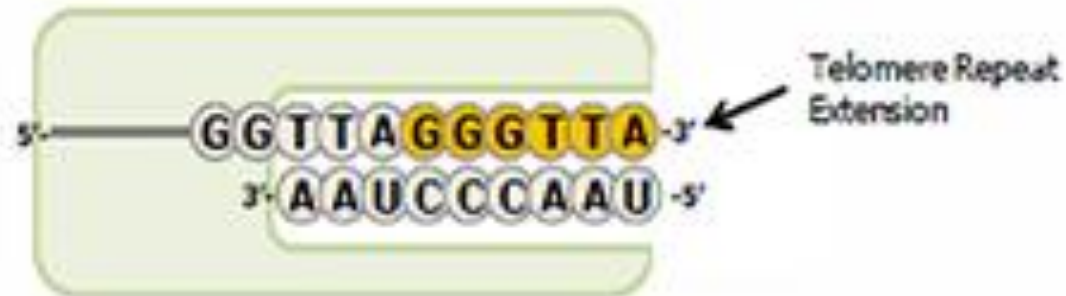 Telomere Repeat
Extension
5'- GGTTAGGGTTA -3'
3'- AAUCCCAAU -5'